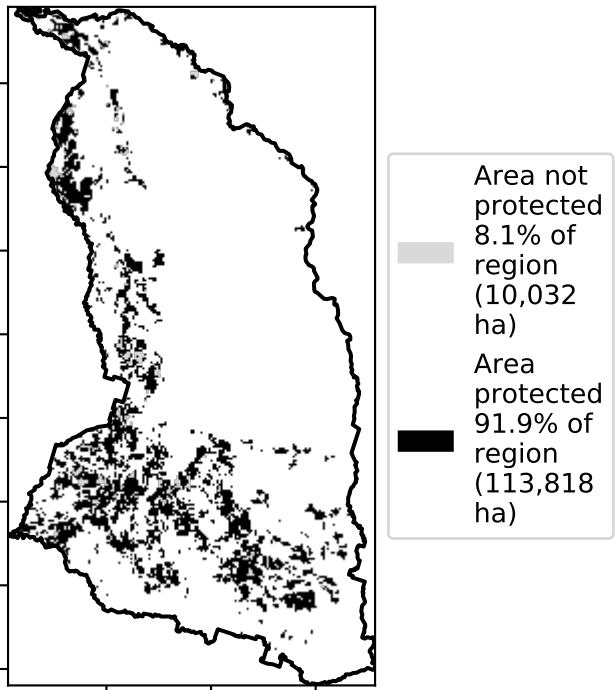 Area not
protected
8.1% of
region
(10,032
ha)
Area
protected
91.9% of
region
(113,818
ha)